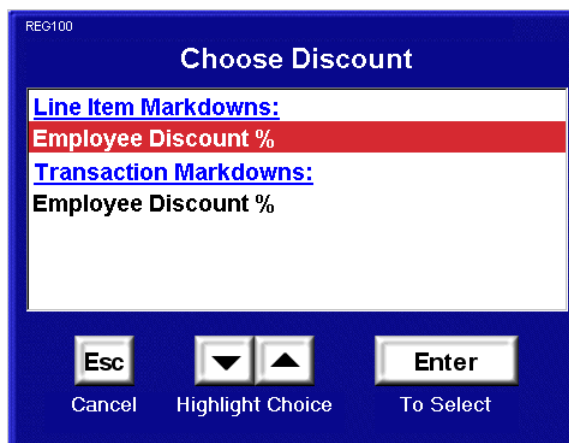 REG100
Choose Discount
Line Item Markdowns:
Employee Discount %
Transaction Markdowns:
Employee Discount %
Esc Enter
Cancel Highlight Choice To Select